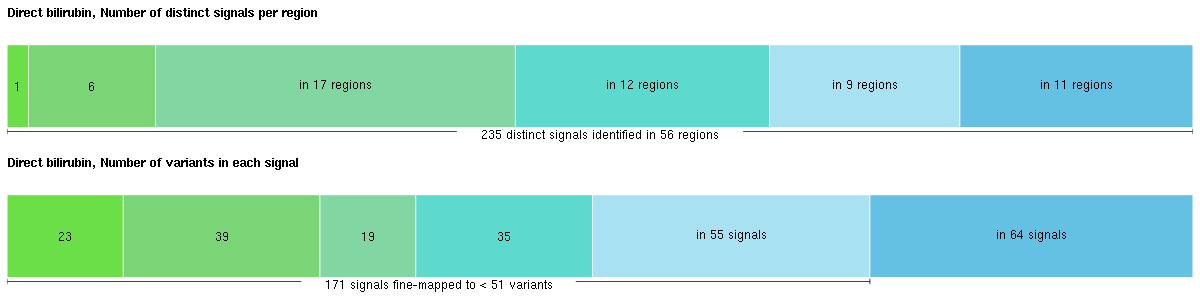 Direct bilirubin, Number of distinct signals per region
1 6 in 17 regions in 12 regions in 9 regions in 11 regions
235 distinct signals identified in 56 regions
Direct bilirubin, Number of variants in each signal
23 39 19 35 in 55 signals in 64 signals
171 signals fine-mapped to < 51 variants